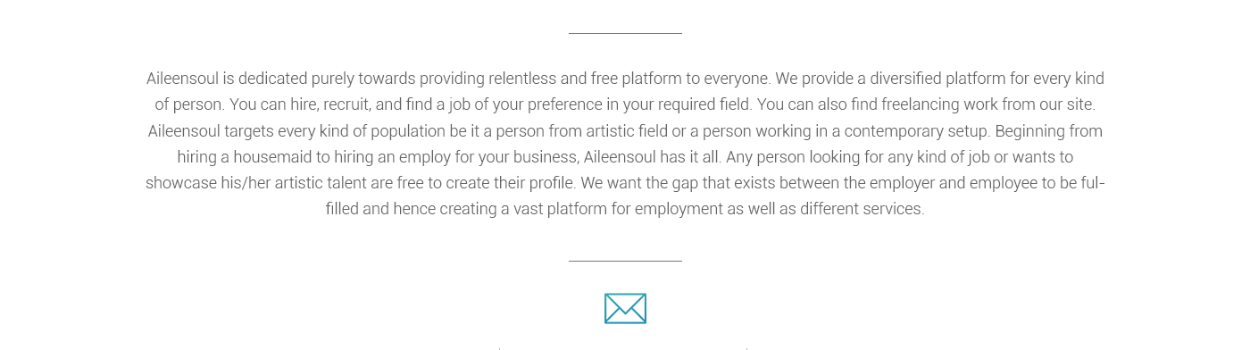 Aileensoul is dedicated purely towards providing relentless and free platform to everyone. We provide a diversified platform for every kind
of person. You can hire, recruit, and find a job of your preference in your required field. You can also find freelancing work from our site.
Aileensoul targets every kind of population be it a person from artistic field or a person working in a contemporary setup. Beginning from
hiring a housemaid to hiring an employ for your business, Aileensoul has it all. Any person looking for any kind of job or wants to
showcase his/her artistic talent are free to create their profile. We want the gap that exists between the employer and employee to be ful-
filled and hence creating a vast platform for employment as well as different services.